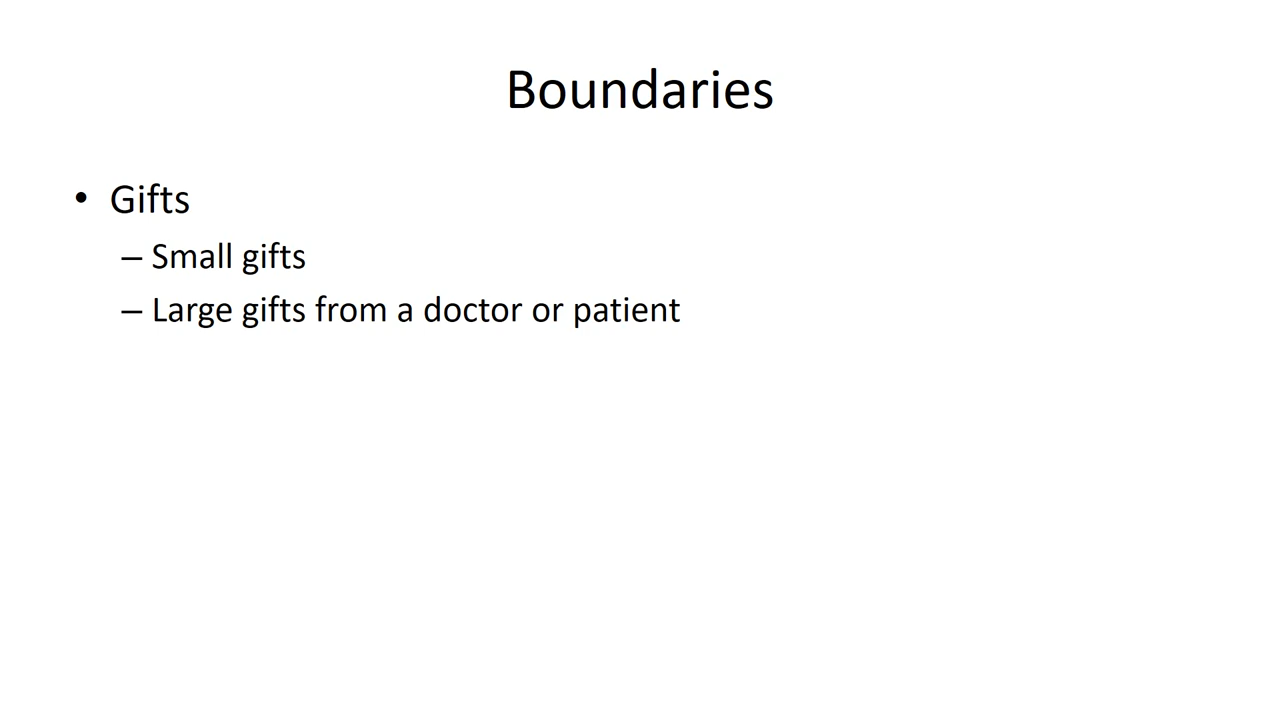 Boundaries
• Gifts
– Small gifts
– Large gifts from a doctor or patient